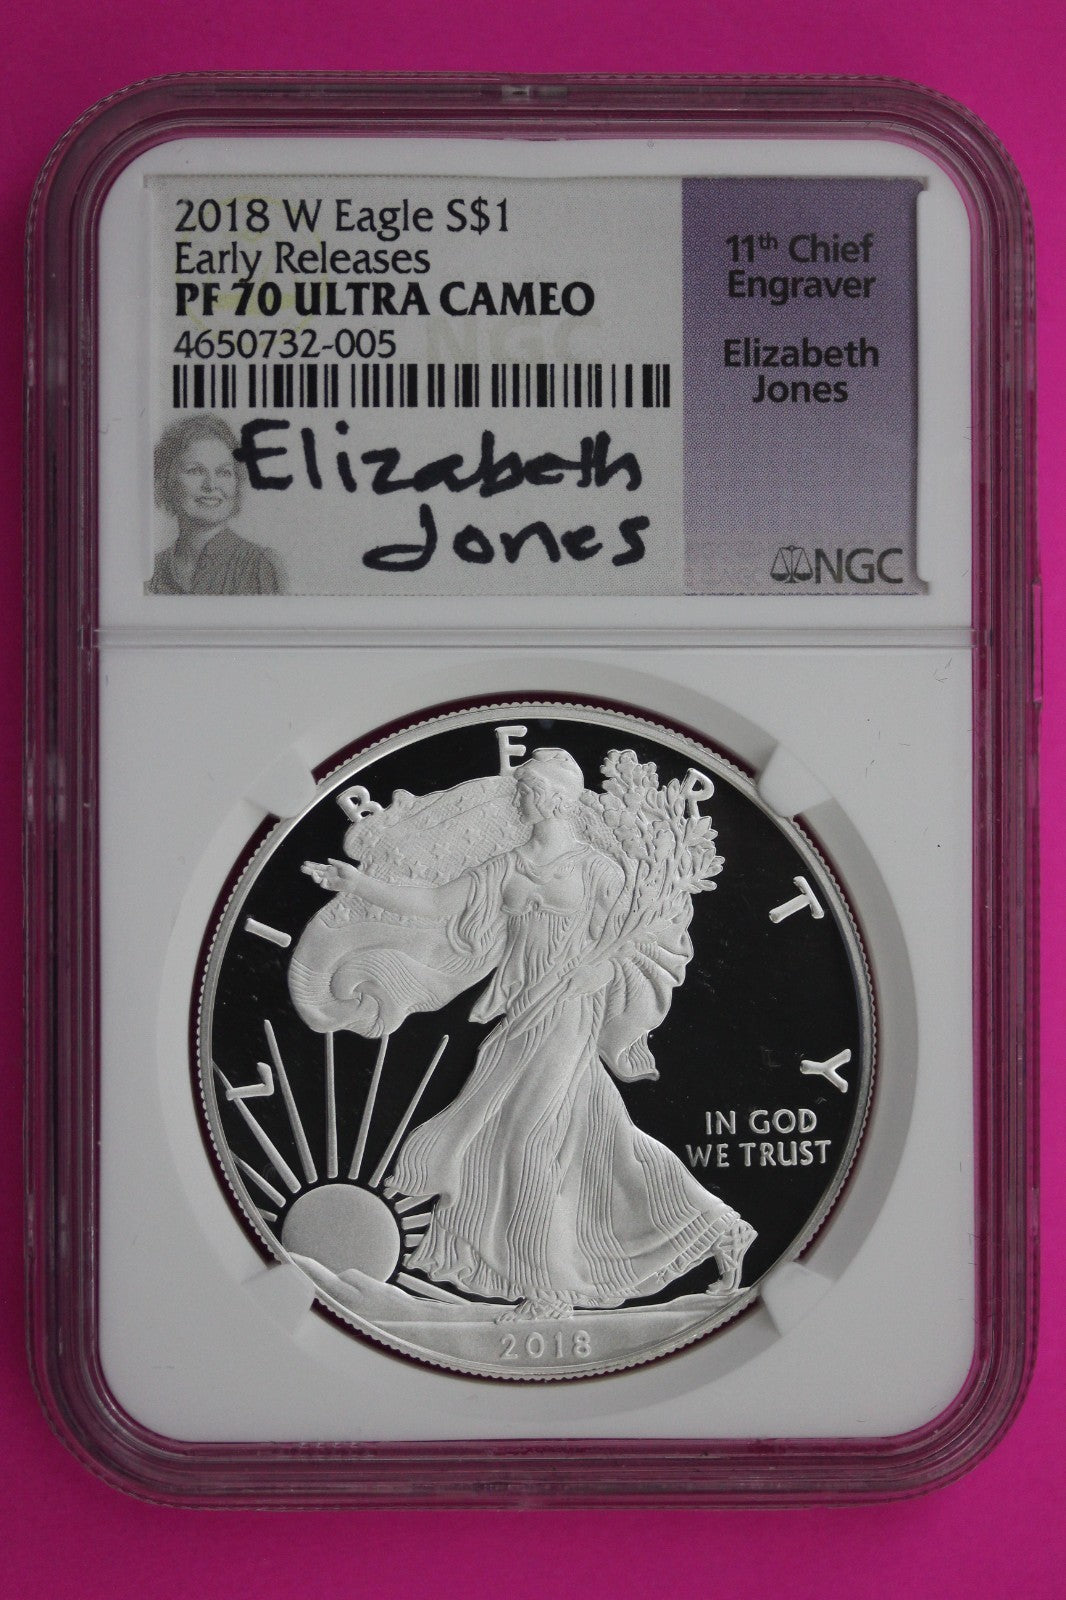 2018 W Eagle S$1
Early Releases
PF 70 ULTRA CAMEO
4650732-005
NGC
Elizabeth
Jones
11th Chief
Engraver
Elizabeth
Jones
NGC
LIBERTY
IN GOD
WE TRUST
2018